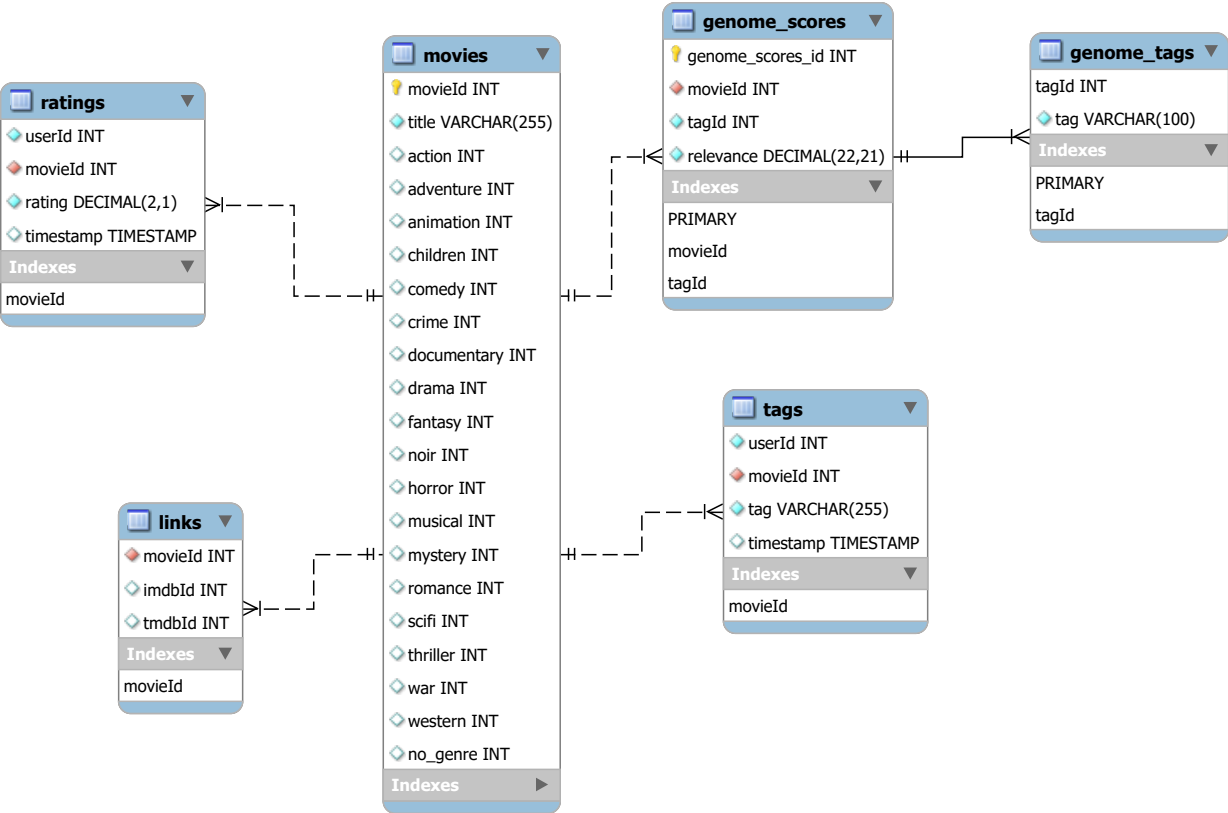 ratings
userId INT
movieId INT
rating DECIMAL(2,1)
timestamp TIMESTAMP
Indexes
movieId
links
movieId INT
imdbId INT
tmdbId INT
Indexes
movieId
movies
movieId INT
title VARCHAR(255)
action INT
adventure INT
animation INT
children INT
comedy INT
crime INT
documentary INT
drama INT
fantasy INT
noir INT
horror INT
musical INT
mystery INT
romance INT
scifi INT
thriller INT
war INT
western INT
no_genre INT
Indexes
genome_scores
genome_scores_id INT
movieId INT
tagId INT
relevance DECIMAL(22,21)
Indexes
PRIMARY
movieId
tagId
genome_tags
tagId INT
tag VARCHAR(100)
Indexes
PRIMARY
tagId
tags
userId INT
movieId INT
tag VARCHAR(255)
timestamp TIMESTAMP
Indexes
movieId